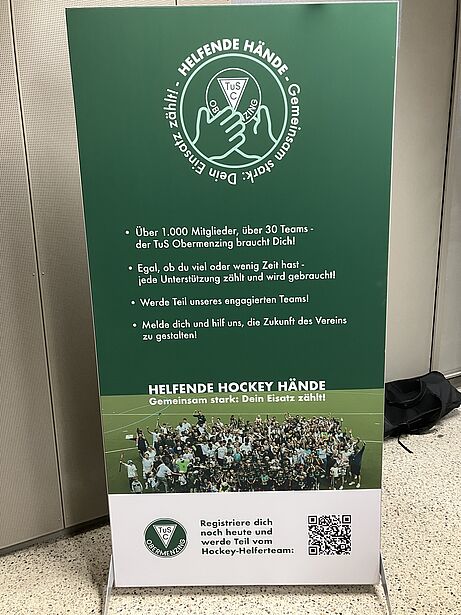 - HELFENDE HÄNDE -
Gemeinsam stark: Dein Einsatz zählt!
TuS
C
OBERMENZING
• Über 1.000 Mitglieder, über 30 Teams -
der TuS Obermenzing braucht Dich!
• Egal, ob du viel oder wenig Zeit hast -
jede Unterstützung zählt und wird gebraucht!
• Werde Teil unseres engagierten Teams!
• Melde dich und hilf uns, die Zukunft des Vereins
zu gestalten!
HELFENDE HOCKEY HÄNDE
Gemeinsam stark: Dein Eisatz zählt!
TuS
C
OBERMENZING
Registriere dich
noch heute und
werde Teil vom
Hockey-Helferteam: